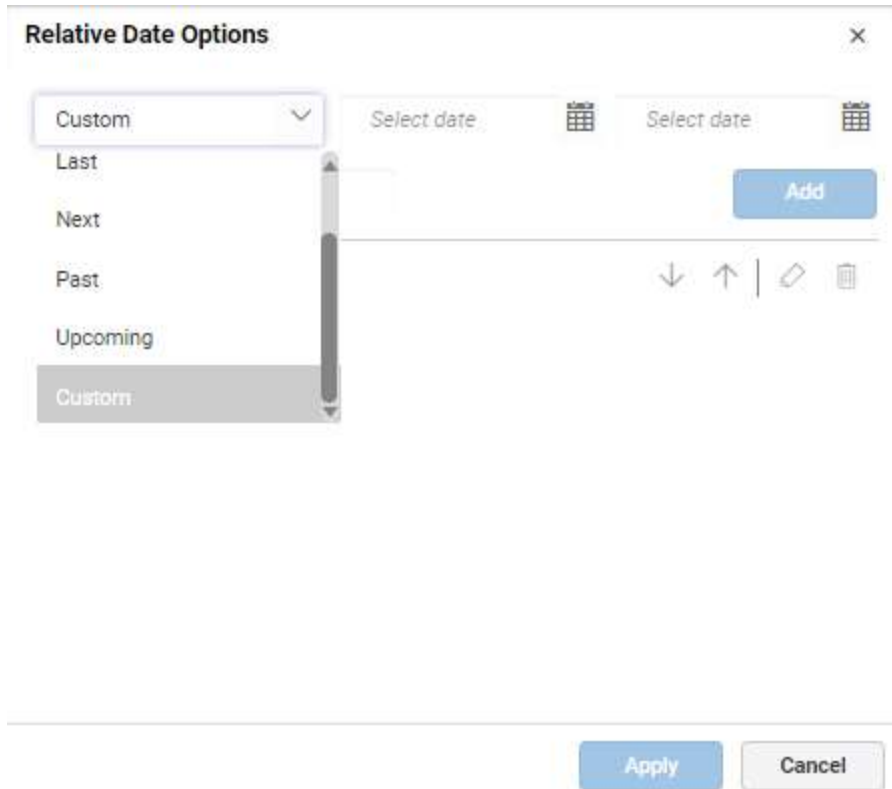 Relative Date Options
Custom Select date Select date
Last
Add
Next
Past
Upcoming
Custom
Apply Cancel